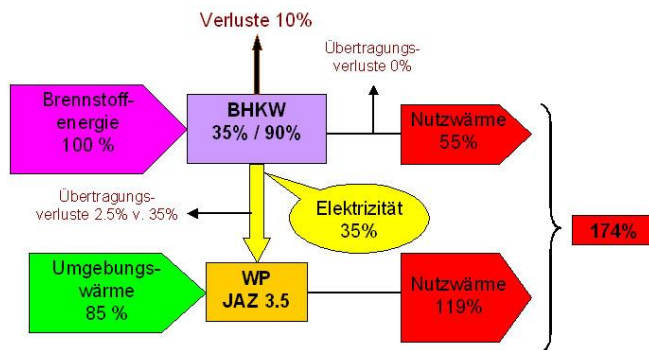 Verluste 10%
Übertragungs-
verluste 0%
Brennstoff-
energie
100 %
BHKW
35% / 90%
Nutzwärme
55%
Übertragungs-
verluste 2.5% v. 35%
Elektrizität
35%
174%
Umgebungs-
wärme
85 %
WP
JAZ 3.5
Nutzwärme
119%